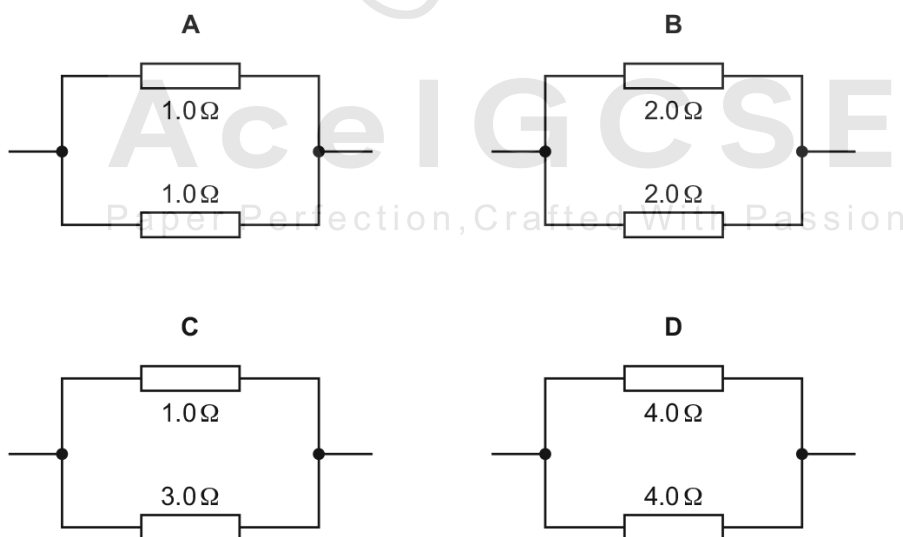 A B
1.0 Ω 2.0 Ω
AceIGCSE
1.0 Ω 2.0 Ω
Paper Perfection, Crafted With Passion
C D
1.0 Ω 4.0 Ω
3.0 Ω 4.0 Ω